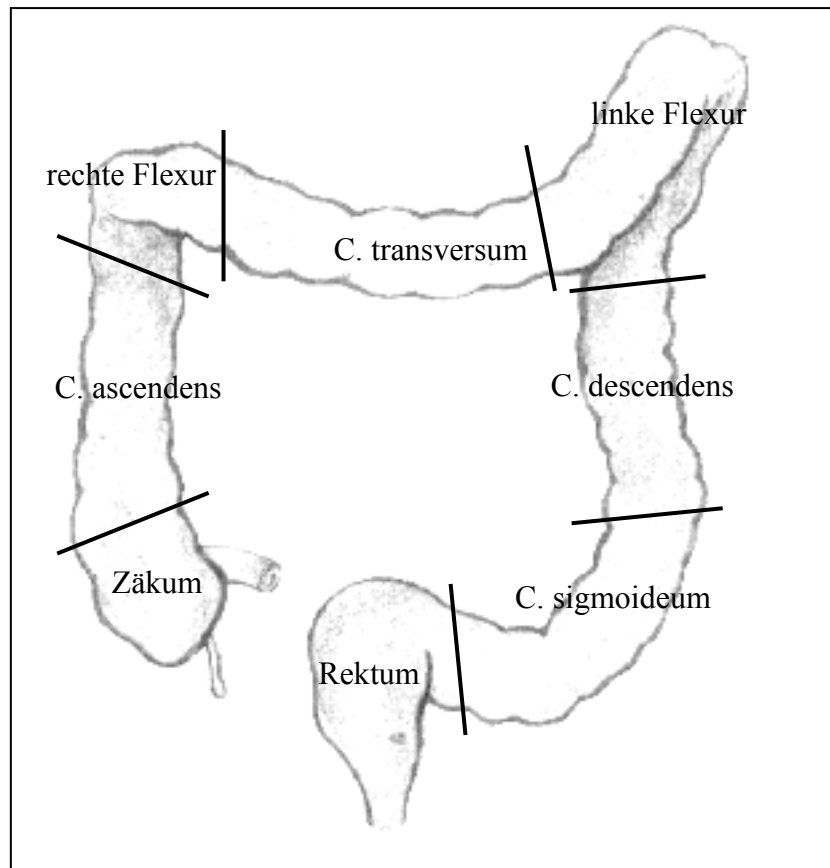 linke Flexur
rechte Flexur
C. transversum
C. ascendens
C. descendens
Zäkum
C. sigmoideum
Rektum